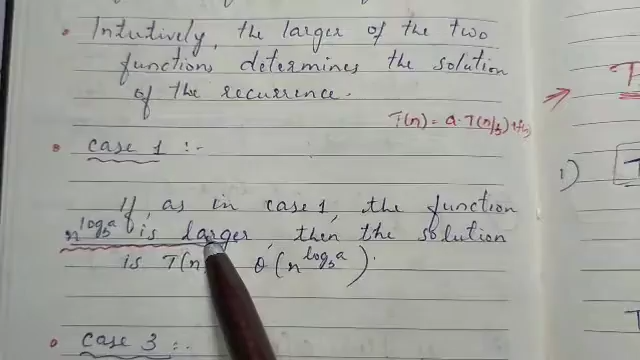 • Intuitively, the larger of the two
functions determines the solution
of the recurrence.
T(n) = a.T(n/b)+f(n)
• case 1 :-
If, as in case 1, the function
n^log_b a is larger, then the solution
is T(n) θ(n^log_b a).
• case 3 :-
1)